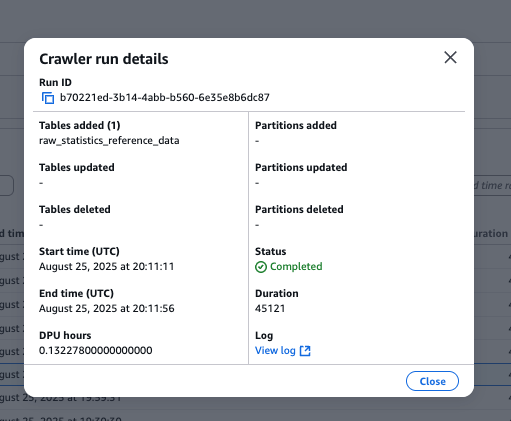 Crawler run details
Run ID
b70221ed-3b14-4abb-b560-6e35e8b6dc87
Tables added (1)
raw_statistics_reference_data
Partitions added
-
Tables updated
-
Partitions updated
-
Tables deleted
-
Partitions deleted
-
Start time (UTC)
August 25, 2025 at 20:11:11
Status
Completed
End time (UTC)
August 25, 2025 at 20:11:56
Duration
45121
DPU hours
0.13227800000000000
Log
View log
Close